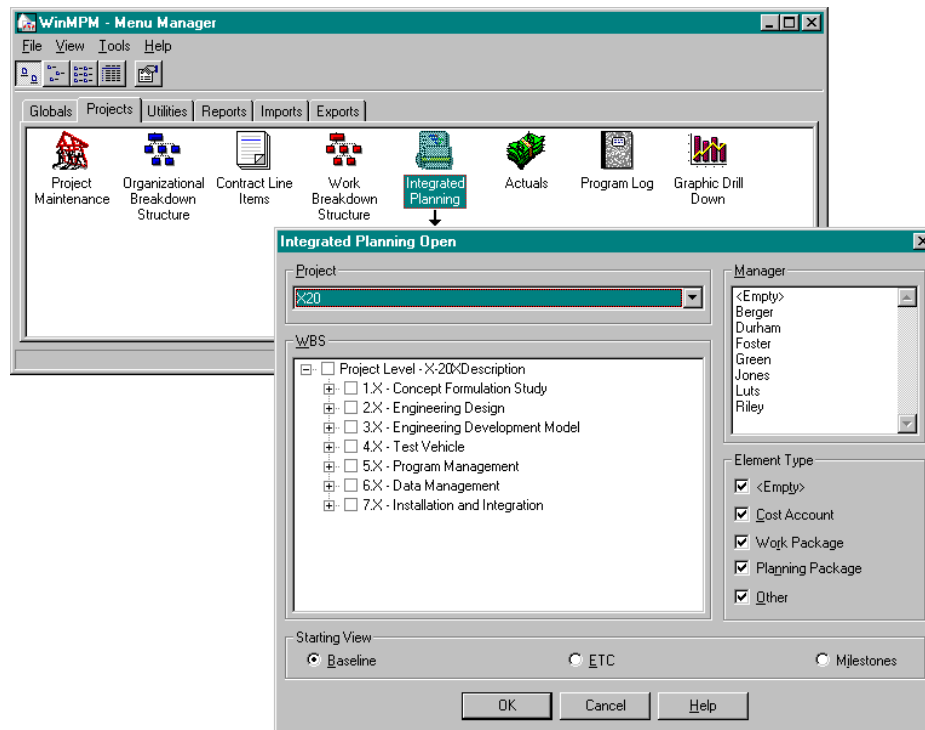 WinMPM - Menu Manager
File View Tools Help
Globals Projects Utilities Reports Imports Exports
Project Maintenance
Organizational Breakdown Structure
Contract Line Items
Work Breakdown Structure
Integrated Planning
Actuals
Program Log
Graphic Drill Down
Integrated Planning Open
Project
X20
WBS
Project Level - X-20XDescription
1.X - Concept Formulation Study
2.X - Engineering Design
3.X - Engineering Development Model
4.X - Test Vehicle
5.X - Program Management
6.X - Data Management
7.X - Installation and Integration
Manager
<Empty>
Berger
Durham
Foster
Green
Jones
Luts
Riley
Element Type
<Empty>
Cost Account
Work Package
Planning Package
Other
Starting View
Baseline ETC Milestones
OK Cancel Help